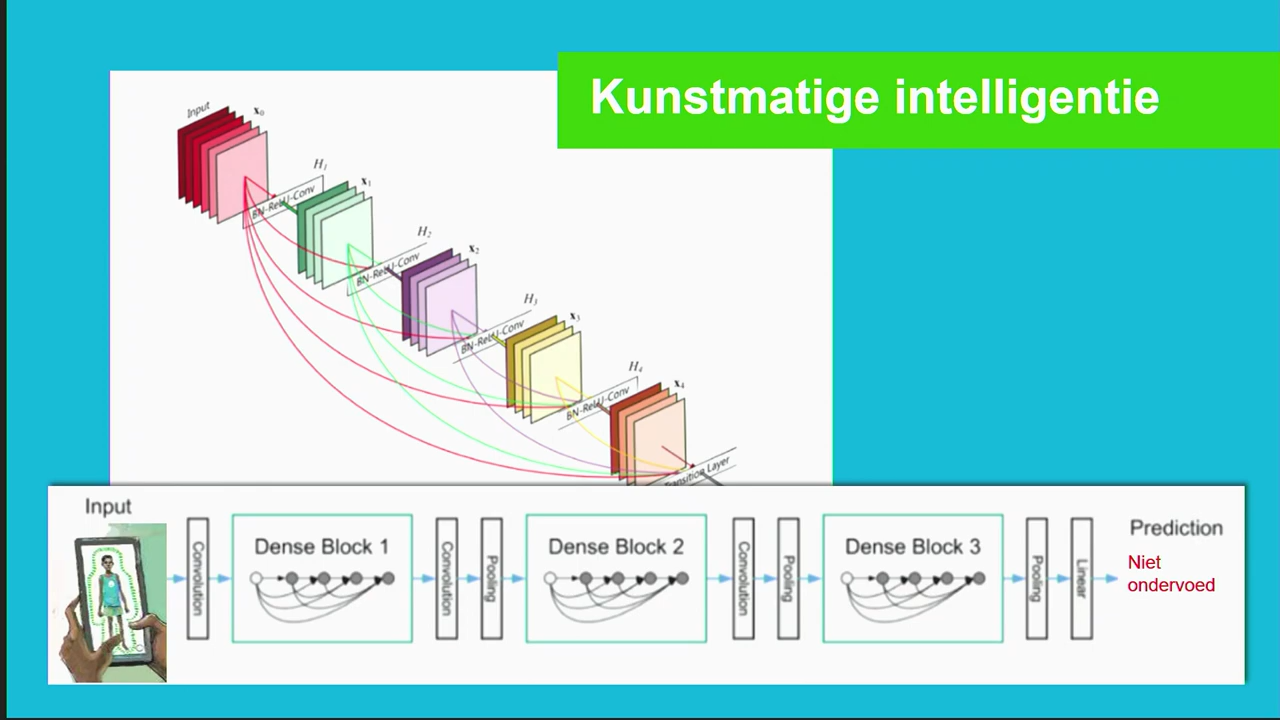 Kunstmatige intelligentie
Input
x0
H1
x1
BN-ReLU-Conv
H2
x2
BN-ReLU-Conv
H3
x3
BN-ReLU-Conv
H4
x4
BN-ReLU-Conv
Transition Layer
Input
Convolution
Dense Block 1
Convolution
Pooling
Dense Block 2
Convolution
Pooling
Dense Block 3
Pooling
Linear
Prediction
Niet
ondervoed